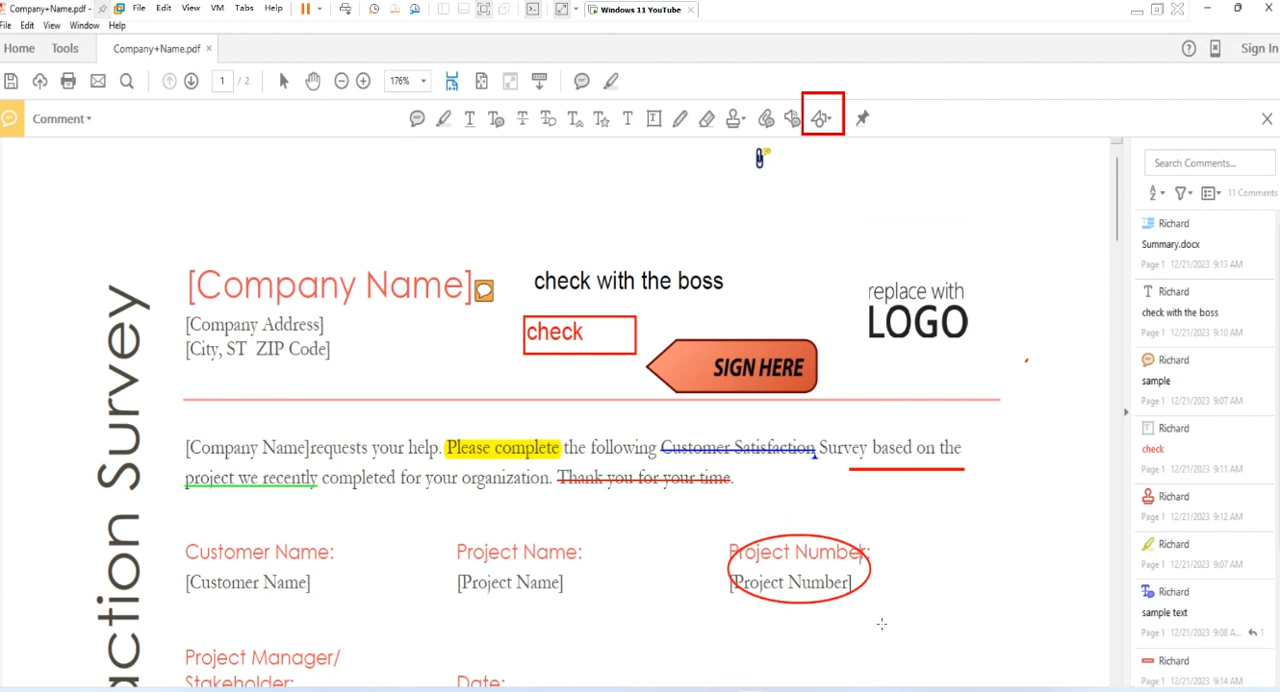 Company+Name.pdf -
File Edit View VM Tabs Help
Windows 11 YouTube
File Edit View Window Help
Home Tools Company+Name.pdf Sign In
1 / 2 176%
Comment
Search Comments...
11 Comments
Richard
Summary.docx
Page 1 12/21/2023 9:13 AM
Richard
check with the boss
Page 1 12/21/2023 9:10 AM
Richard
sample
Page 1 12/21/2023 9:07 AM
Richard
check
Page 1 12/21/2023 9:11 AM
Richard
Page 1 12/21/2023 9:12 AM
Richard
Page 1 12/21/2023 9:07 AM
Richard
sample text
Page 1 12/21/2023 9:08 A... 1
Richard
Page 1 12/21/2023 9:14 AM
action Survey
[Company Name]
[Company Address]
[City, ST ZIP Code]
check with the boss
check
SIGN HERE
replace with
LOGO
[Company Name]requests your help. Please complete the following Customer Satisfaction Survey based on the
project we recently completed for your organization. Thank you for your time.
Customer Name: Project Name: Project Number:
[Customer Name] [Project Name] [Project Number]
Project Manager/
Stakeholder: Date: